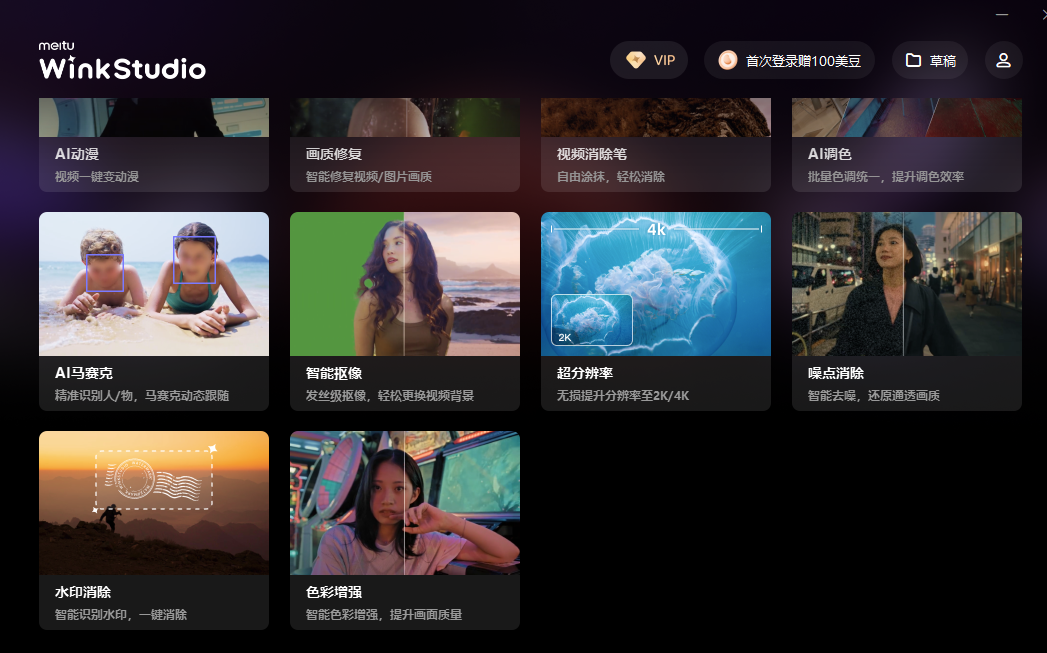 meitu
WinkStudio
VIP
首次登录赠100美豆
草稿
AI动漫
视频一键变动漫
画质修复
智能修复视频/图片画质
视频消除笔
自由涂抹，轻松消除
AI调色
批量色调统一，提升调色效率
4k
2K
AI马赛克
精准识别人/物，马赛克动态跟随
智能抠像
发丝级抠像，轻松更换视频背景
超分辨率
无损提升分辨率至2K/4K
噪点消除
智能去噪，还原通透画质
水印消除
智能识别水印，一键消除
色彩增强
智能色彩增强，提升画面质量